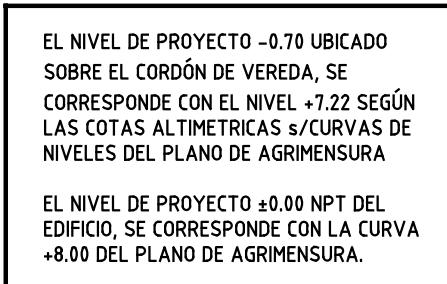 EL NIVEL DE PROYECTO -0.70 UBICADO
SOBRE EL CORDÓN DE VEREDA, SE
CORRESPONDE CON EL NIVEL +7.22 SEGÚN
LAS COTAS ALTIMETRICAS s/CURVAS DE
NIVELES DEL PLANO DE AGRIMENSURA
EL NIVEL DE PROYECTO ±0.00 NPT DEL
EDIFICIO, SE CORRESPONDE CON LA CURVA
+8.00 DEL PLANO DE AGRIMENSURA.